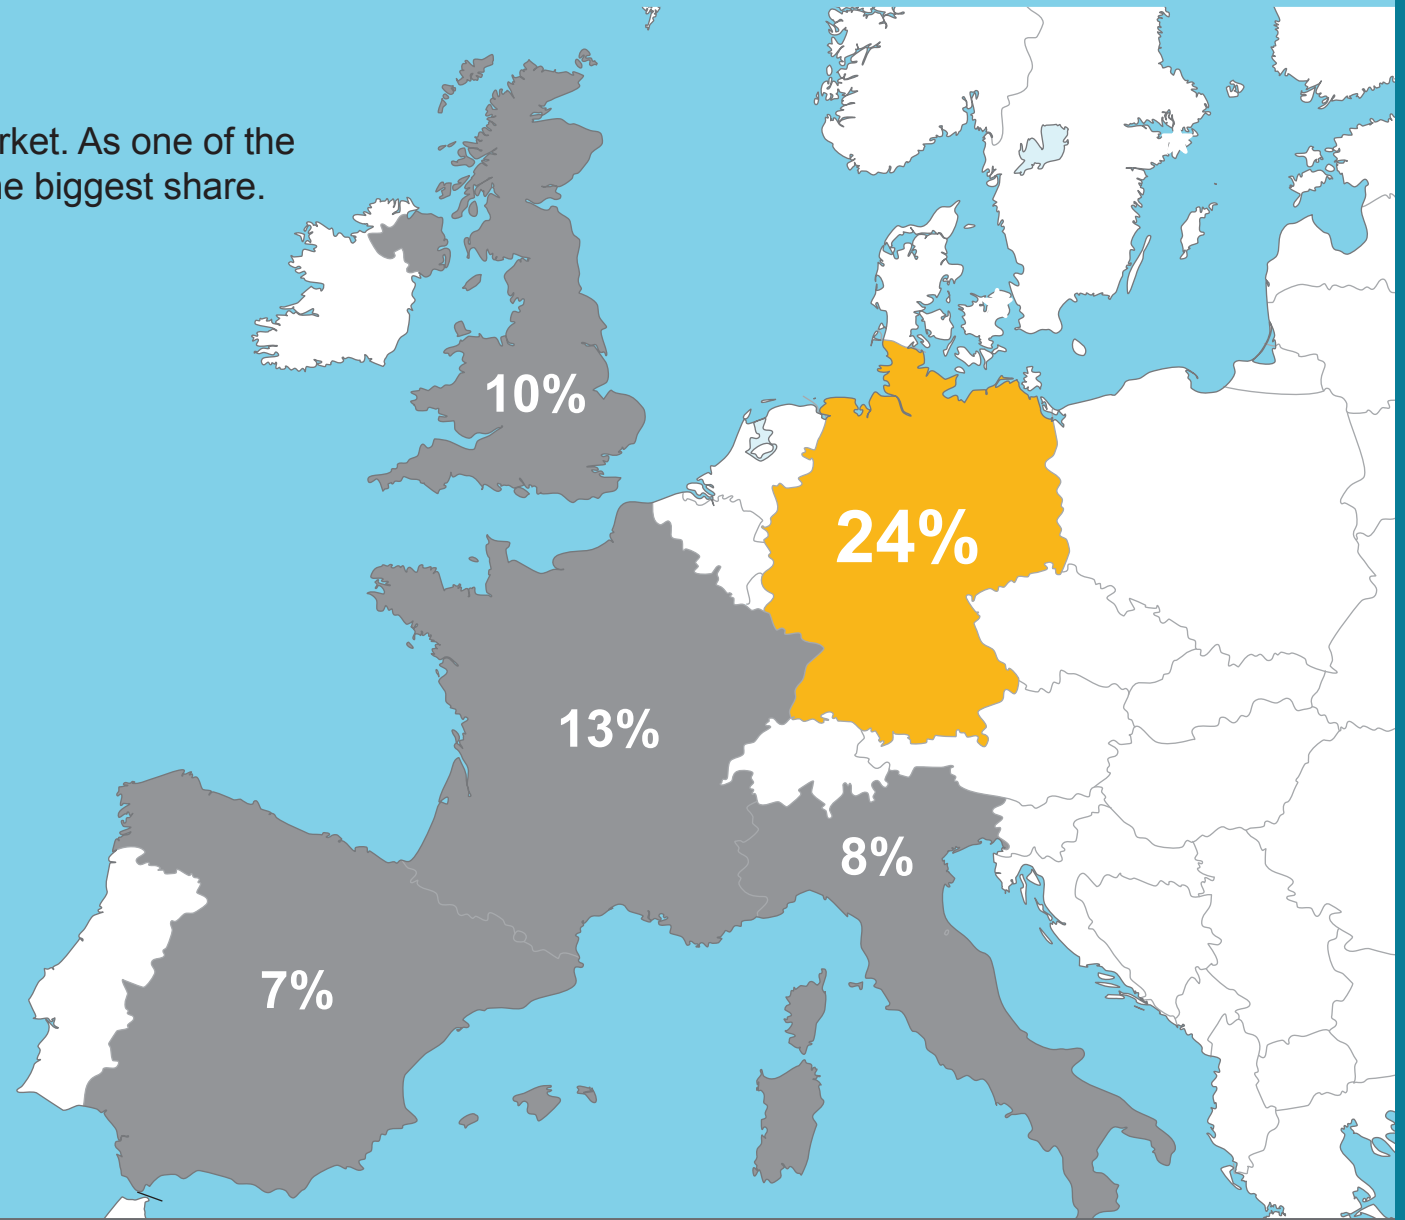 rket. As one of the
e biggest share.
10%
24%
13%
8%
7%